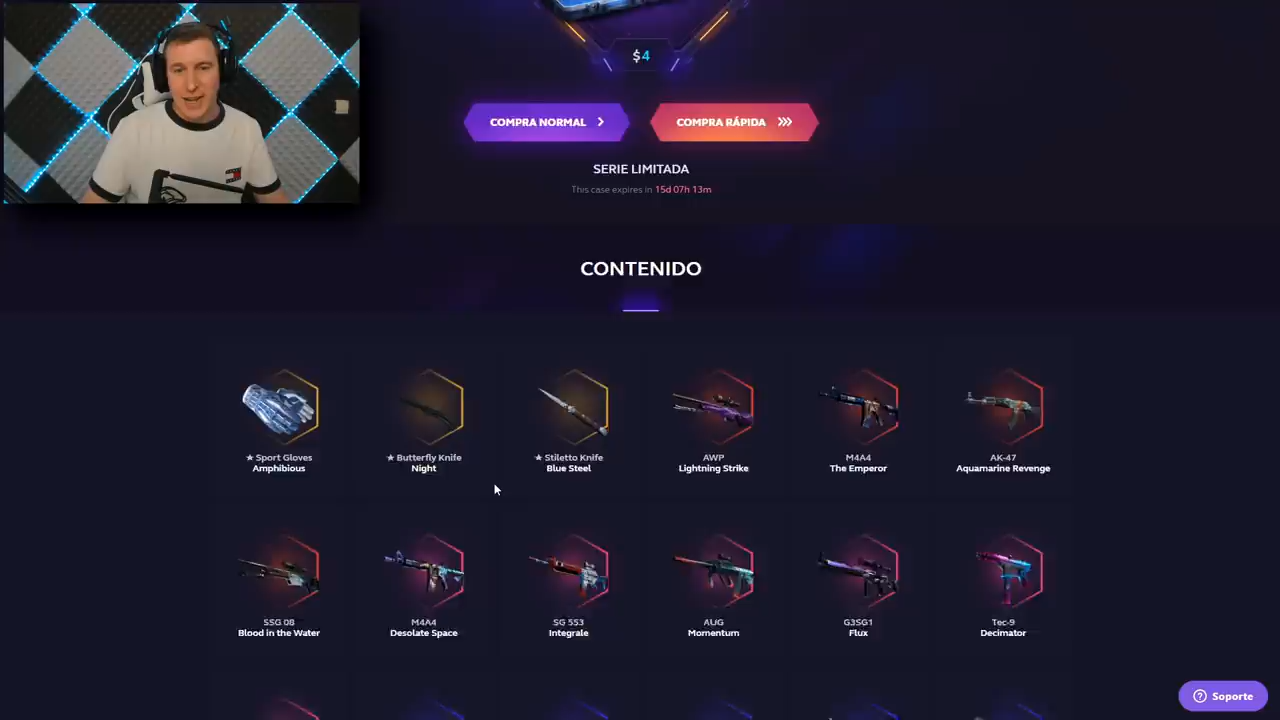 $4
COMPRA NORMAL
COMPRA RÁPIDA
SERIE LIMITADA
This case expires in 15d 07h 13m
CONTENIDO
★ Sport Gloves
Amphibious
★ Butterfly Knife
Night
★ Stiletto Knife
Blue Steel
AWP
Lightning Strike
M4A4
The Emperor
AK-47
Aquamarine Revenge
SSG 08
Blood in the Water
M4A4
Desolate Space
SG 553
Integrale
AUG
Momentum
G3SG1
Flux
Tec-9
Decimator
Soporte